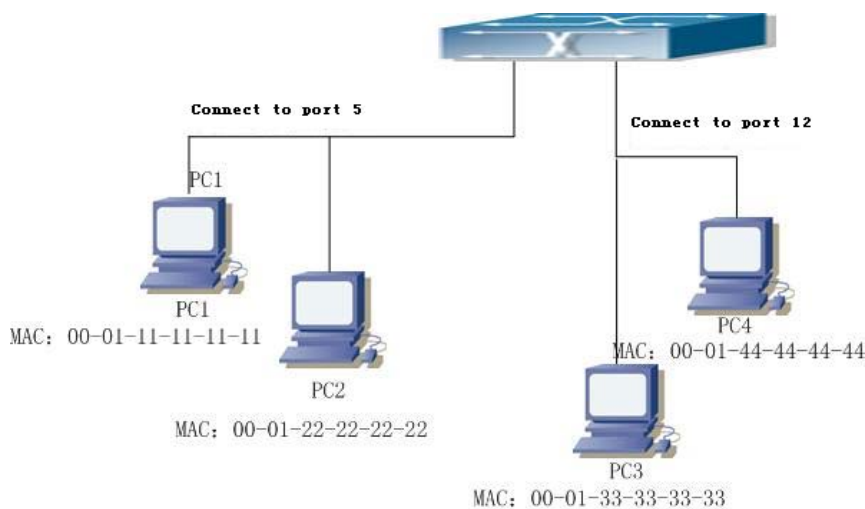 Connect to port 5
Connect to port 12
PC1
PC1
MAC: 00-01-11-11-11-11
PC2
MAC: 00-01-22-22-22-22
PC4
MAC: 00-01-44-44-44-44
PC3
MAC: 00-01-33-33-33-33